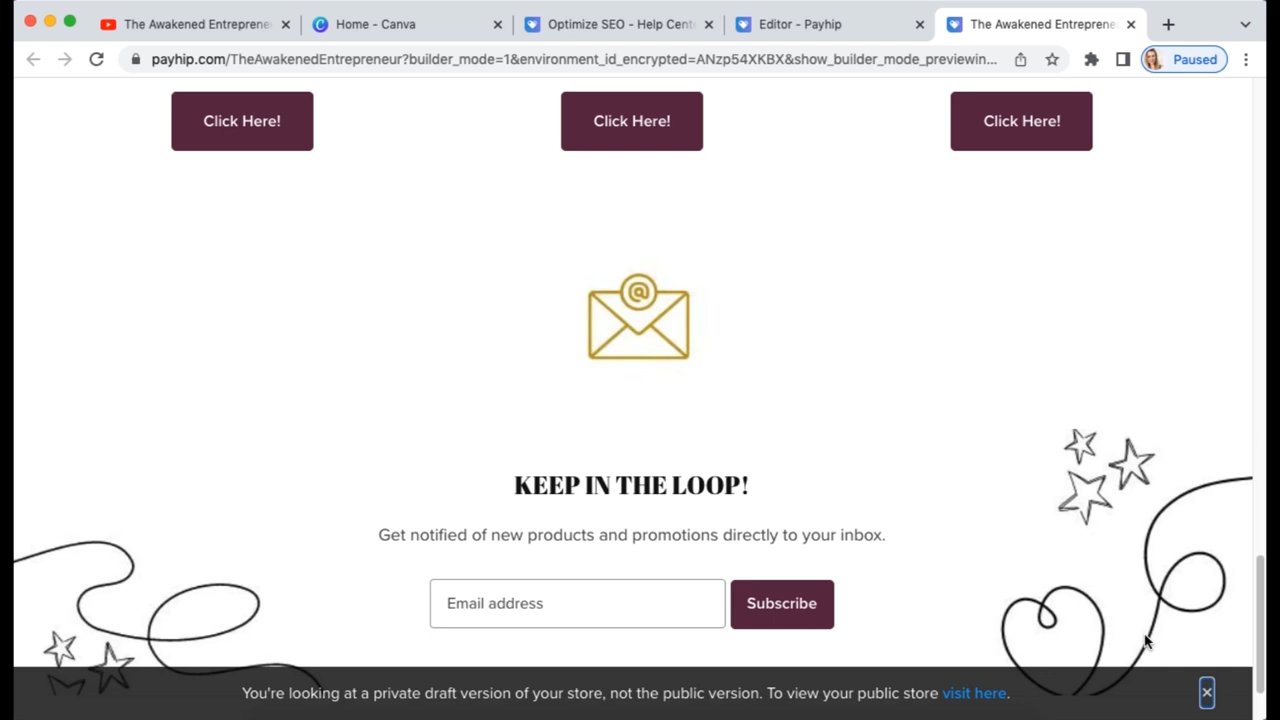 The Awakened Entreprene
Home - Canva
Optimize SEO - Help Cent
Editor - Payhip
The Awakened Entreprene
payhip.com/TheAwakenedEntrepreneur?builder_mode=1&environment_id_encrypted=ANzp54XKBX&show_builder_mode_previewin...
Paused
Click Here!
Click Here!
Click Here!
@
KEEP IN THE LOOP!
Get notified of new products and promotions directly to your inbox.
Email address
Subscribe
You're looking at a private draft version of your store, not the public version. To view your public store visit here.